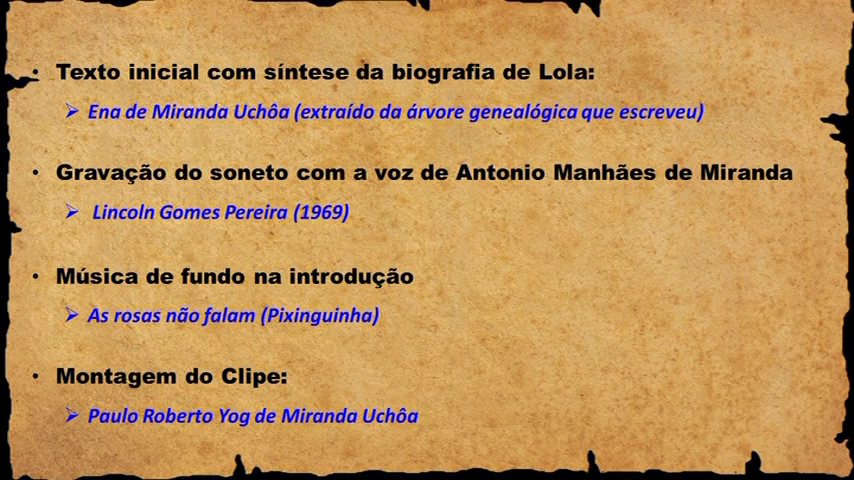 • Texto inicial com síntese da biografia de Lola:
➢ Ena de Miranda Uchôa (extraído da árvore genealógica que escreveu)
• Gravação do soneto com a voz de Antonio Manhães de Miranda
➢ Lincoln Gomes Pereira (1969)
• Música de fundo na introdução
➢ As rosas não falam (Pixinguinha)
• Montagem do Clipe:
➢ Paulo Roberto Yog de Miranda Uchôa